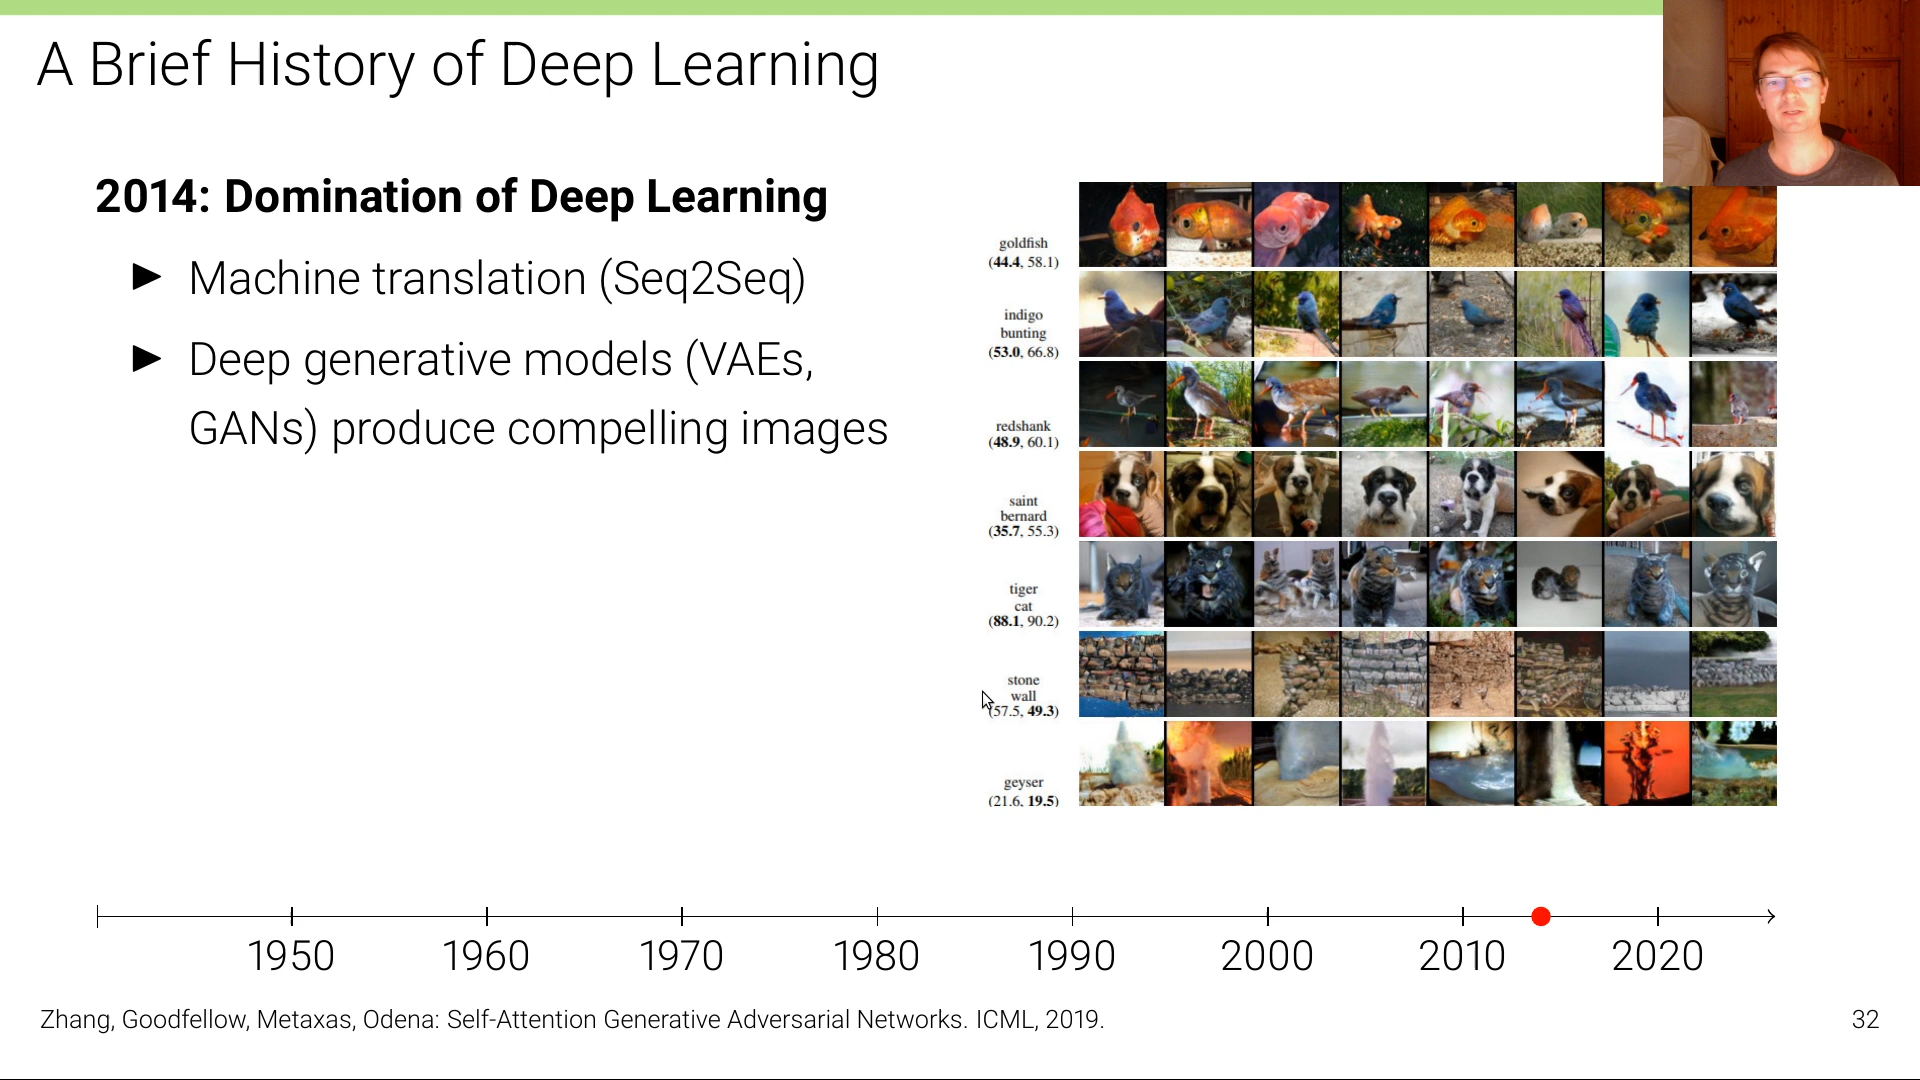 A Brief History of Deep Learning
2014: Domination of Deep Learning
► Machine translation (Seq2Seq)
► Deep generative models (VAEs,
GANs) produce compelling images
goldfish
(44.4, 58.1)
indigo
bunting
(53.0, 66.8)
redshank
(48.9, 60.1)
saint
bernard
(35.7, 55.3)
tiger
cat
(88.1, 90.2)
stone
wall
(57.5, 49.3)
geyser
(21.6, 19.5)
1950 1960 1970 1980 1990 2000 2010 2020
Zhang, Goodfellow, Metaxas, Odena: Self-Attention Generative Adversarial Networks. ICML, 2019.
32